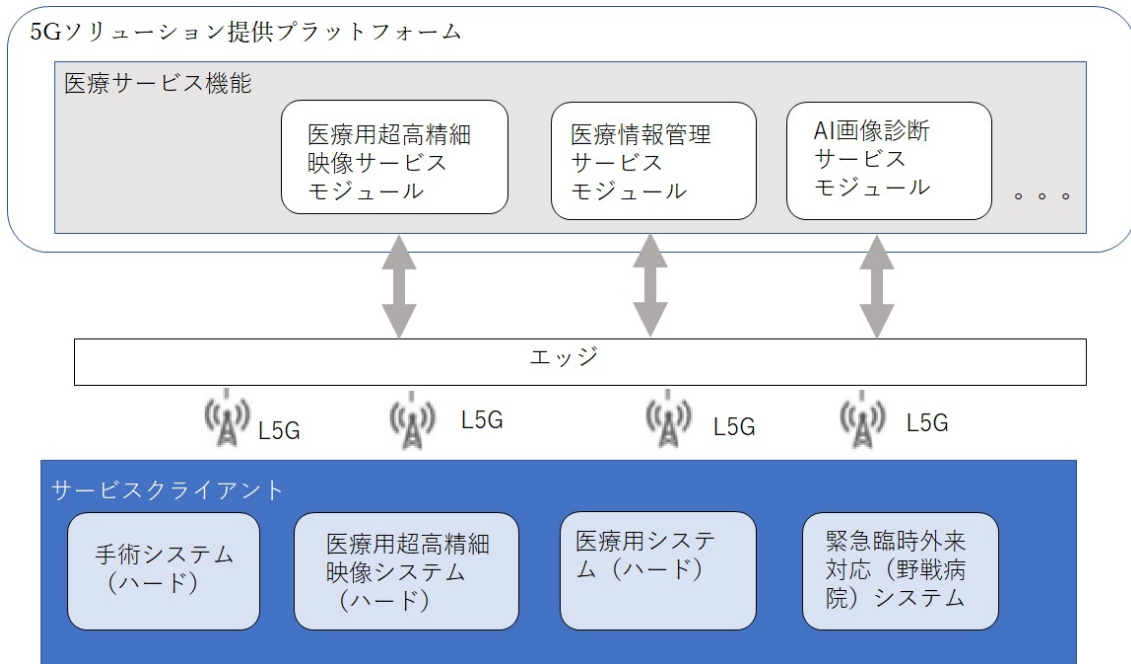 5Gソリューション提供プラットフォーム
医療サービス機能
医療用超高精細
映像サービス
モジュール
医療情報管理
サービス
モジュール
AI画像診断
サービス
モジュール
。。。
エッジ
L5G
L5G
L5G
L5G
サービスクライアント
手術システム
（ハード）
医療用超高精細
映像システム
（ハード）
医療用システ
ム（ハード）
緊急臨時外来
対応（野戦病
院）システム